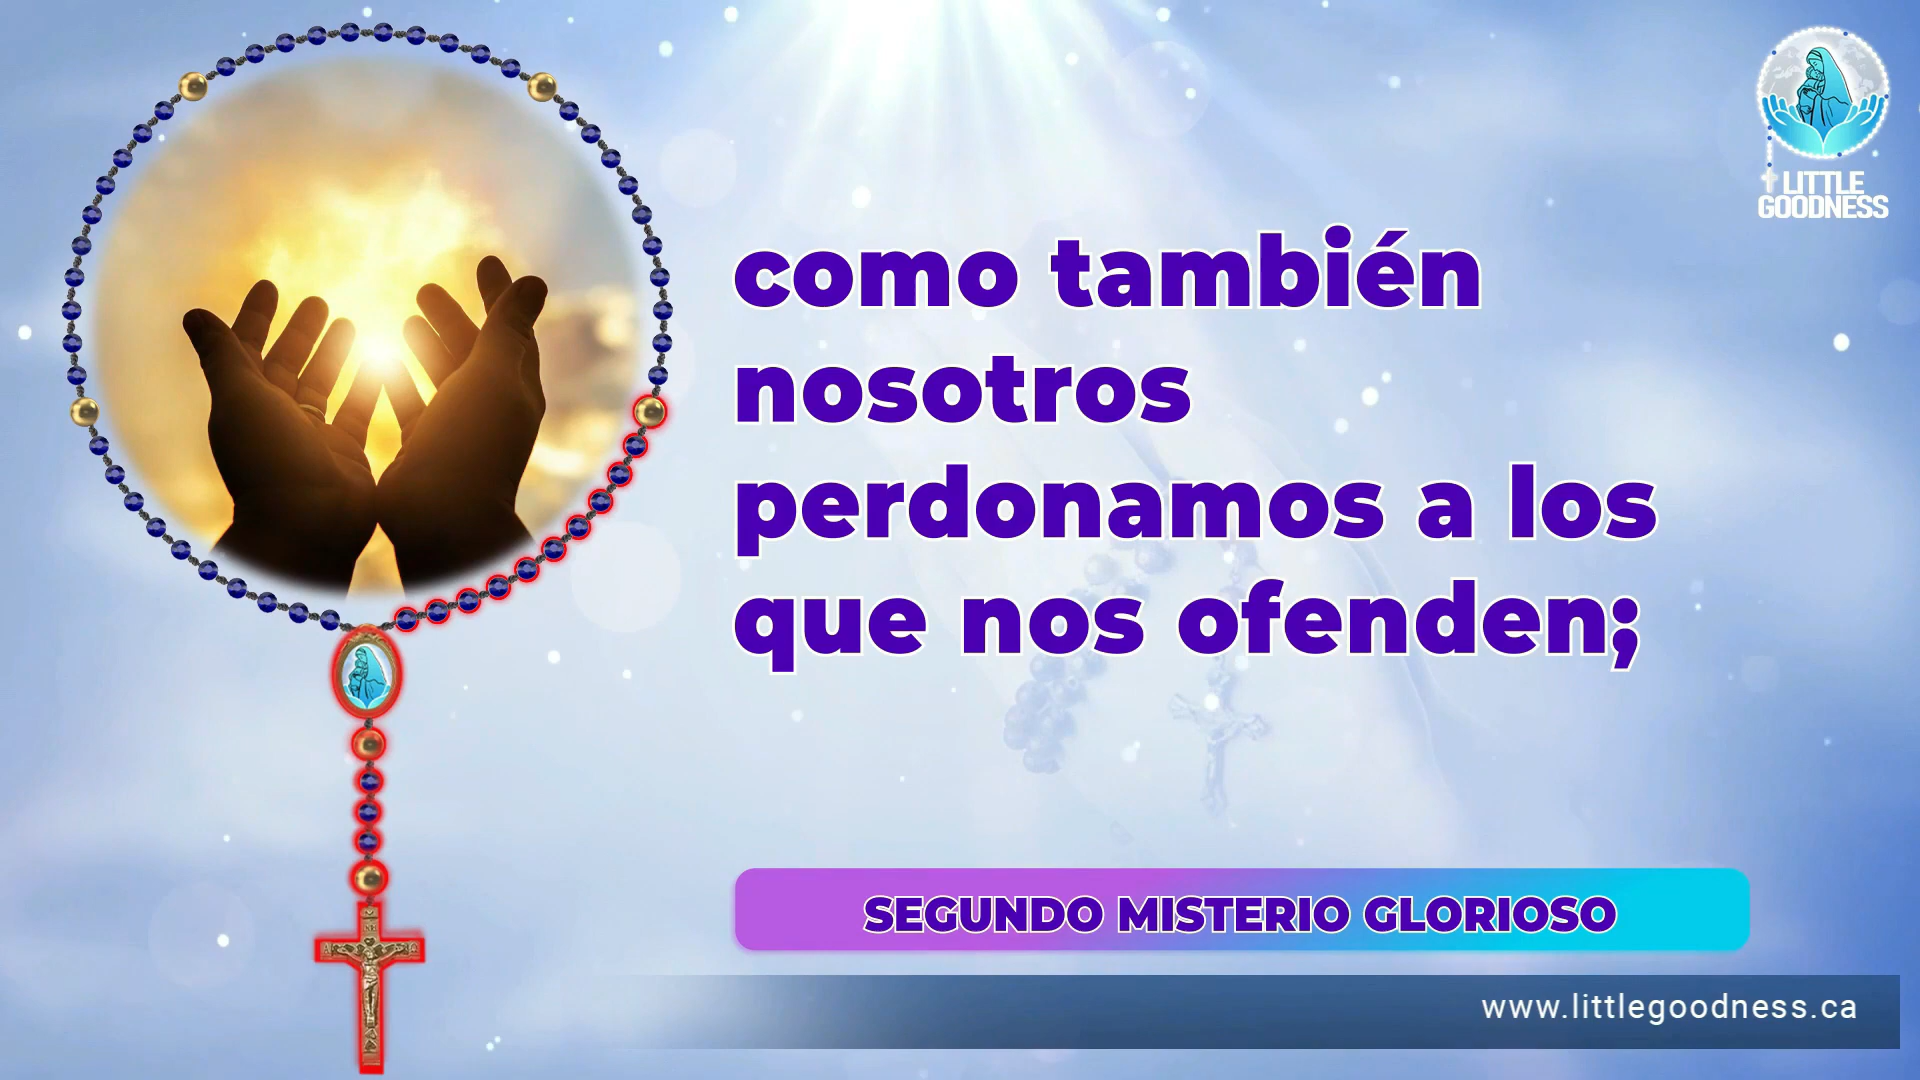 LITTLE
GOODNESS
como también
nosotros
perdonamos a los
que nos ofenden;
SEGUNDO MISTERIO GLORIOSO
www.littlegoodness.ca